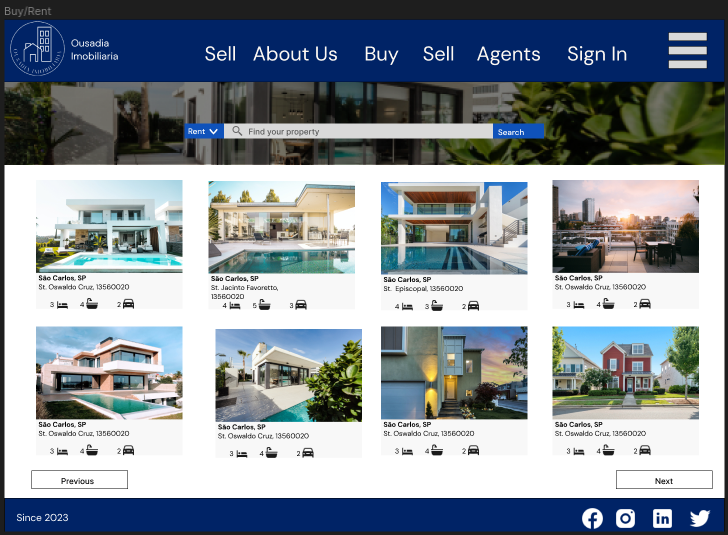 Buy/Rent
Ousadia
Imobiliaria
Sell About Us Buy Sell Agents Sign In
Rent Find your property Search
São Carlos, SP
St. Oswaldo Cruz, 13560020
3 4 2
São Carlos, SP
St. Jacinto Favoretto,
13560020
4 5 3
São Carlos, SP
St. Episcopal, 13560020
4 3 2
São Carlos, SP
St. Oswaldo Cruz, 13560020
3 4 2
São Carlos, SP
St. Oswaldo Cruz, 13560020
3 4 2
São Carlos, SP
St. Oswaldo Cruz, 13560020
3 4 2
São Carlos, SP
St. Oswaldo Cruz, 13560020
3 4 2
São Carlos, SP
St. Oswaldo Cruz, 13560020
3 4 2
Previous Next
Since 2023